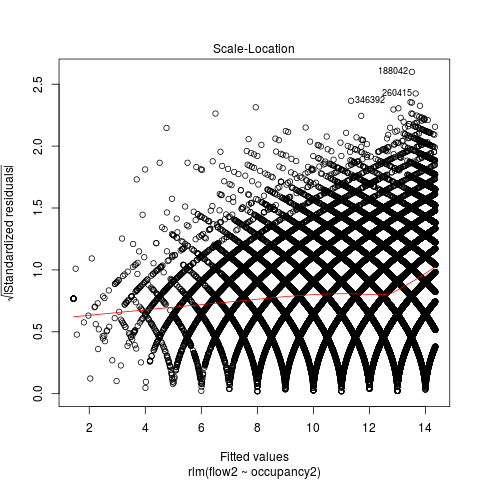 Scale-Location
188042
260415
346392
√|Standardized residuals|
0.0 0.5 1.0 1.5 2.0 2.5
2 4 6 8 10 12 14
Fitted values
rlm(flow2 ~ occupancy2)